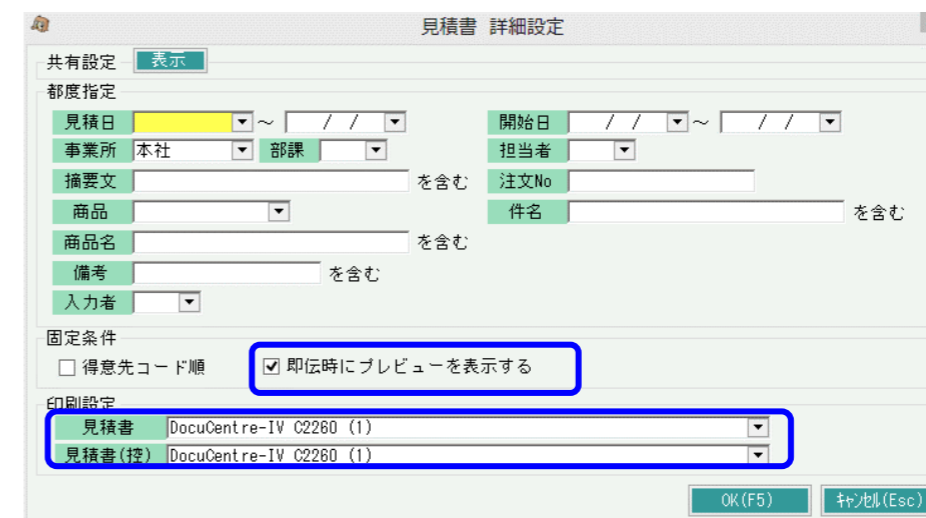 見積書 詳細設定
共有設定 表示
都度指定
見積日 ～ / / 開始日 / / ～ / /
事業所 本社 部課 担当者
摘要文 を含む 注文No
商品 件名 を含む
商品名 を含む
備考 を含む
入力者
固定条件
得意先コード順 即伝時にプレビューを表示する
印刷設定
見積書 DocuCentre-IV C2260 (1)
見積書(控) DocuCentre-IV C2260 (1)
OK(F5) ｷｬﾝｾﾙ(Esc)